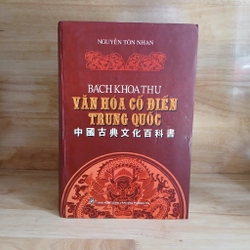 NGUYỄN TÔN NHAN
BÁCH KHOA THƯ
VĂN HÓA CỔ ĐIỂN
TRUNG QUỐC
中國古典文化百科書